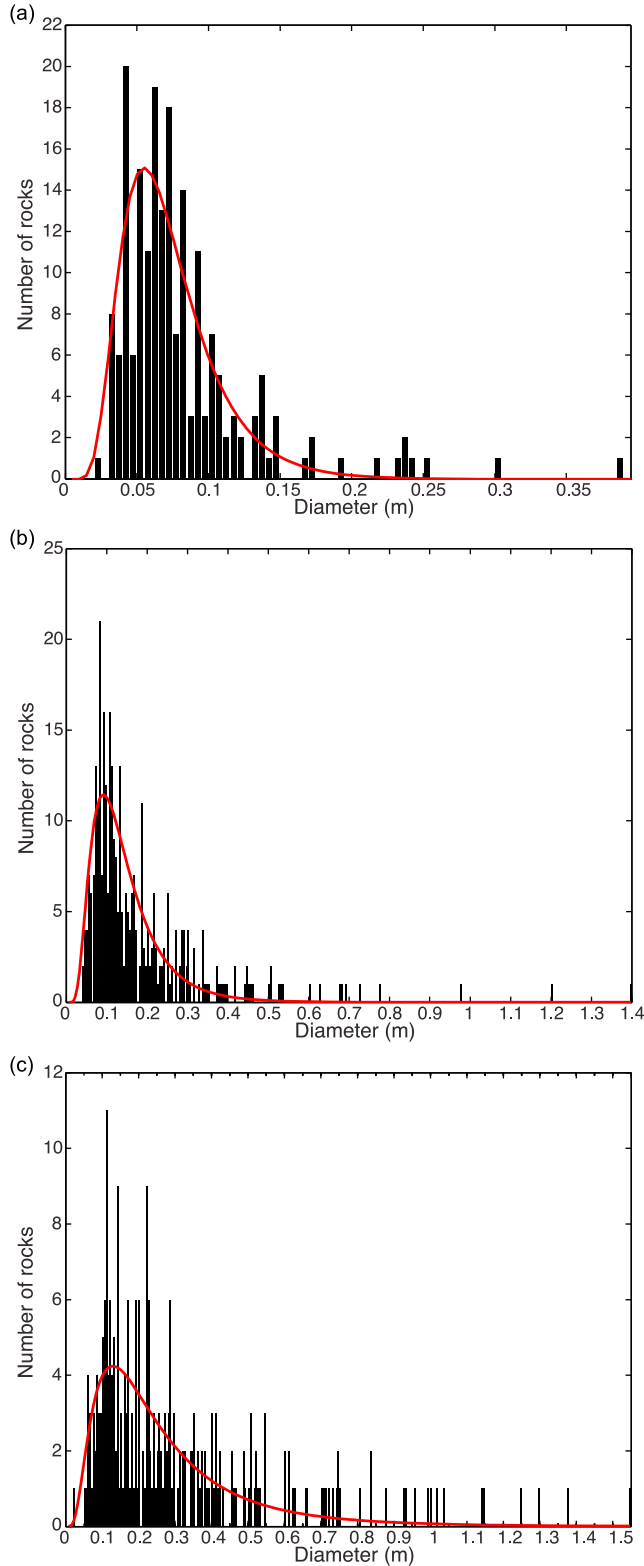 (a)
22
20
18
16
14
12
10
8
6
4
2
0
Number of rocks
0 0.05 0.1 0.15 0.2 0.25 0.3 0.35
Diameter (m)
(b)
25
20
15
10
5
0
Number of rocks
0 0.1 0.2 0.3 0.4 0.5 0.6 0.7 0.8 0.9 1 1.1 1.2 1.3 1.4
Diameter (m)
(c)
12
10
8
6
4
2
0
Number of rocks
0 0.1 0.2 0.3 0.4 0.5 0.6 0.7 0.8 0.9 1 1.1 1.2 1.3 1.4 1.5
Diameter (m)